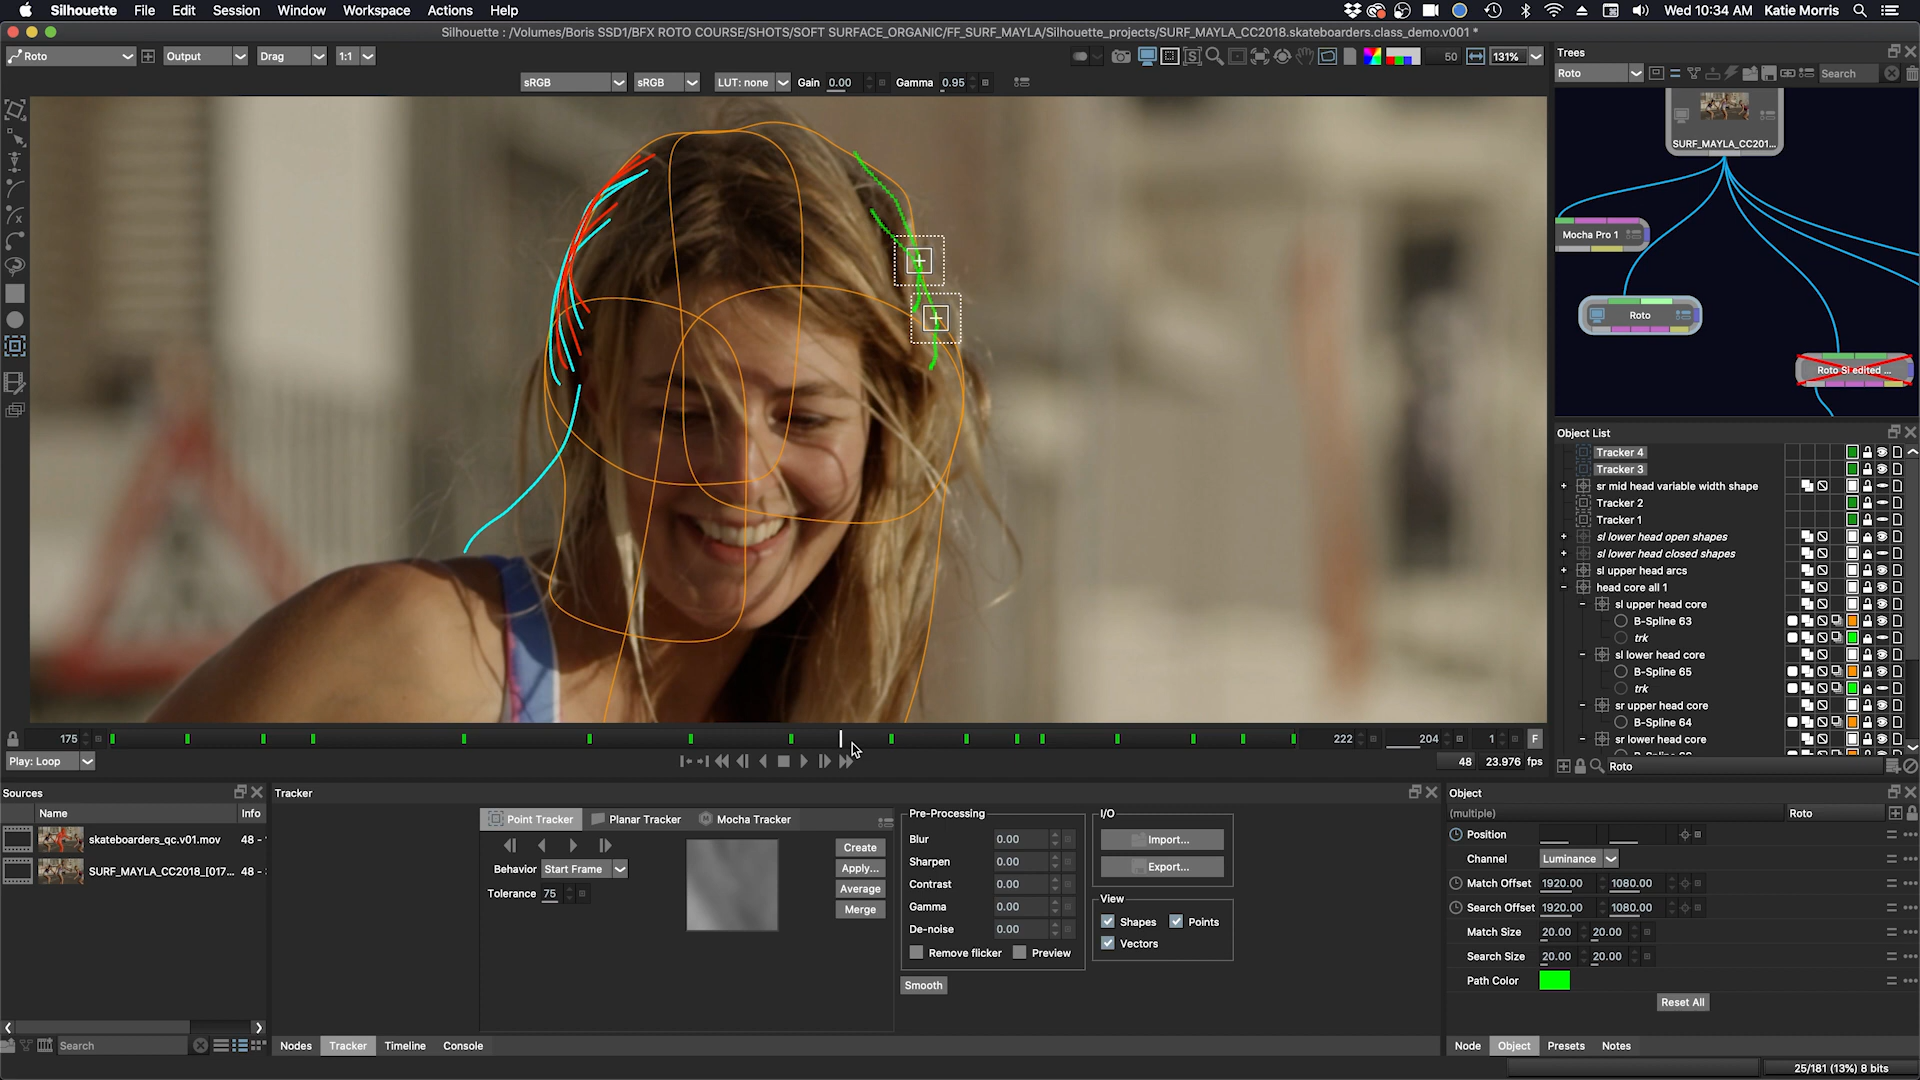 Silhouette File Edit Session Window Workspace Actions Help Wed 10:34 AM Katie Morris
Silhouette : /Volumes/Boris SSD1/BFX ROTO COURSE/SHOTS/SOFT SURFACE_ORGANIC/FF_SURF_MAYLA/Silhouette_projects/SURF_MAYLA_CC2018.skateboarders.class_demo.v001 *
Roto Output Drag 1:1 50 131%
sRGB sRGB LUT: none Gain 0.00 Gamma 0.95
Trees
Roto Search
SURF_MAYLA_CC201...
Mocha Pro 1
Roto
Roto Sl edited ...
Object List
Tracker 4
Tracker 3
sr mid head variable width shape
Tracker 2
Tracker 1
sl lower head open shapes
sl lower head closed shapes
sl upper head arcs
head core all 1
sl upper head core
B-Spline 63
trk
sl lower head core
B-Spline 65
trk
sr upper head core
B-Spline 64
sr lower head core
Roto
175 222 204 1 F
Play: Loop 48 23.976 fps
Sources
Name Info
skateboarders_qc.v01.mov 48 -
SURF_MAYLA_CC2018_[017... 48 -
Search
Tracker
Point Tracker Planar Tracker Mocha Tracker
Behavior Start Frame
Tolerance 75
Create
Apply...
Average
Merge
Pre-Processing
Blur 0.00
Sharpen 0.00
Contrast 0.00
Gamma 0.00
De-noise 0.00
Remove flicker Preview
Smooth
I/O
Import...
Export...
View
Shapes Points
Vectors
Nodes Tracker Timeline Console
Object
(multiple) Roto
Position
Channel Luminance
Match Offset 1920.00 1080.00
Search Offset 1920.00 1080.00
Match Size 20.00 20.00
Search Size 20.00 20.00
Path Color
Reset All
Node Object Presets Notes
25/181 (13%) 8 bits